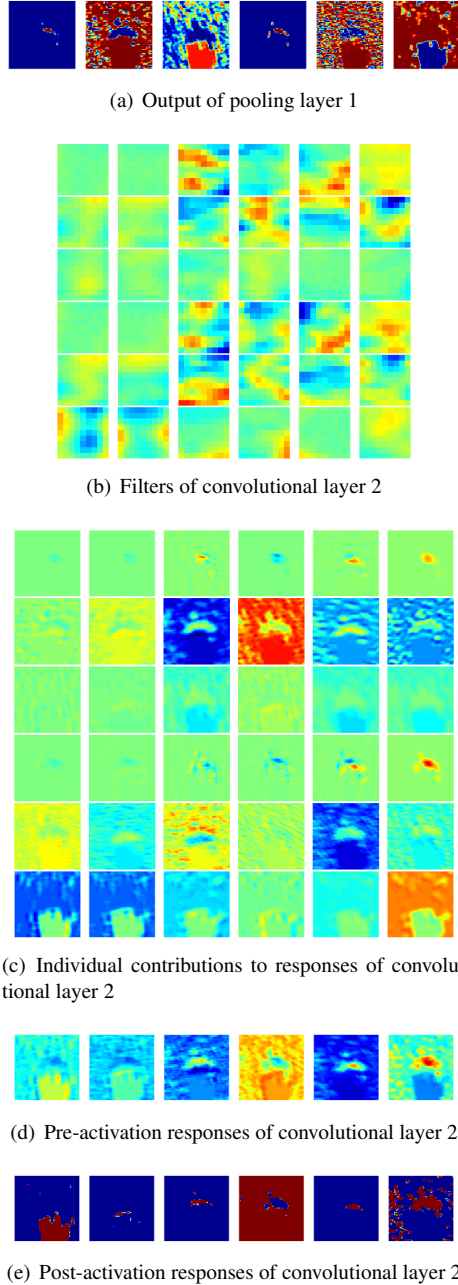 (a) Output of pooling layer 1
(b) Filters of convolutional layer 2
(c) Individual contributions to responses of convolu-
tional layer 2
(d) Pre-activation responses of convolutional layer 2
(e) Post-activation responses of convolutional layer 2